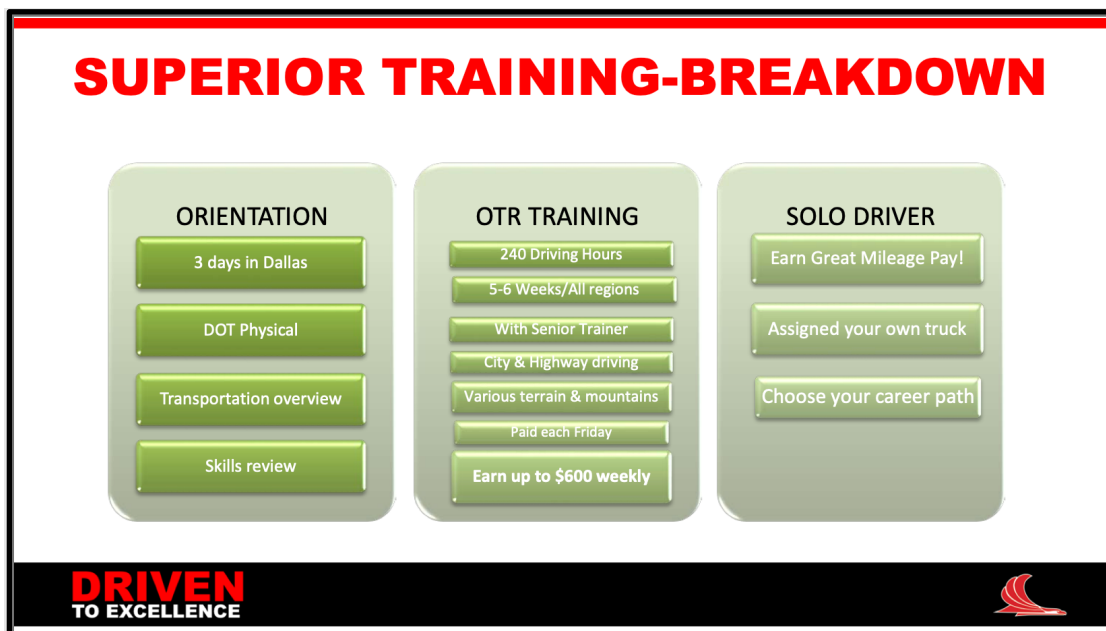 SUPERIOR TRAINING-BREAKDOWN
ORIENTATION
3 days in Dallas
DOT Physical
Transportation overview
Skills review
OTR TRAINING
240 Driving Hours
5-6 Weeks/All regions
With Senior Trainer
City & Highway driving
Various terrain & mountains
Paid each Friday
Earn up to $600 weekly
SOLO DRIVER
Earn Great Mileage Pay!
Assigned your own truck
Choose your career path
DRIVEN
TO EXCELLENCE